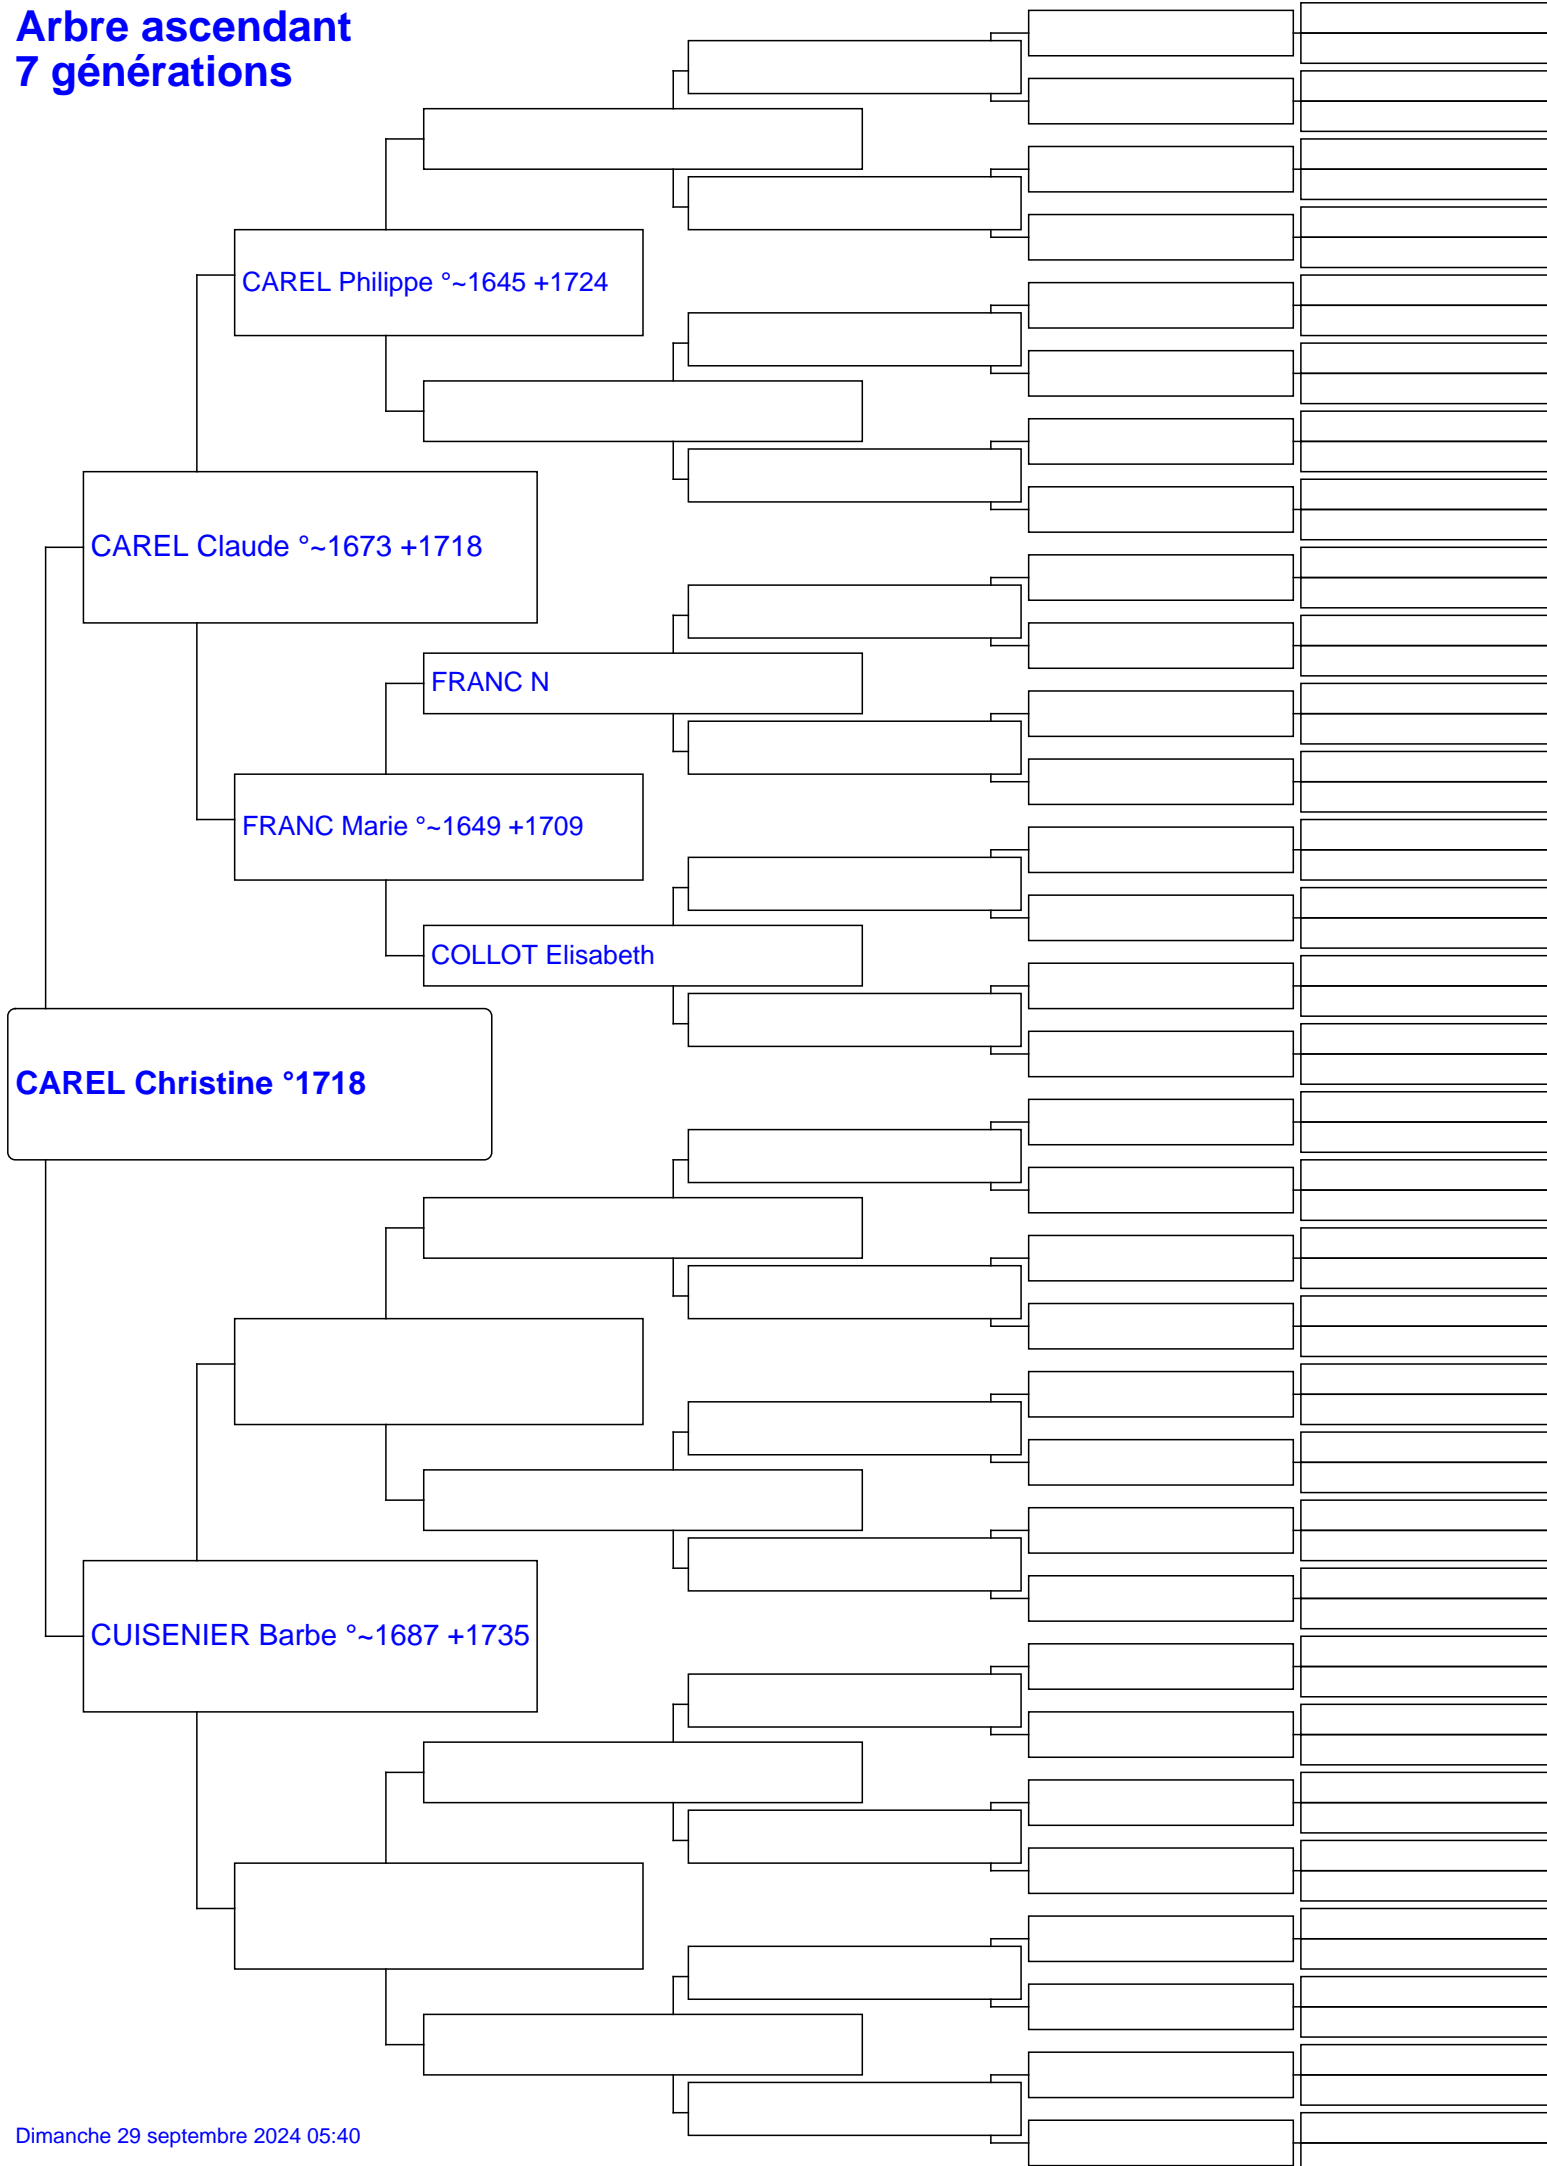 Arbre ascendant
7 générations
CAREL Philippe °~1645 +1724
CAREL Claude °~1673 +1718
FRANC N
FRANC Marie °~1649 +1709
COLLOT Elisabeth
CAREL Christine °1718
CUISENIER Barbe °~1687 +1735
Dimanche 29 septembre 2024 05:40